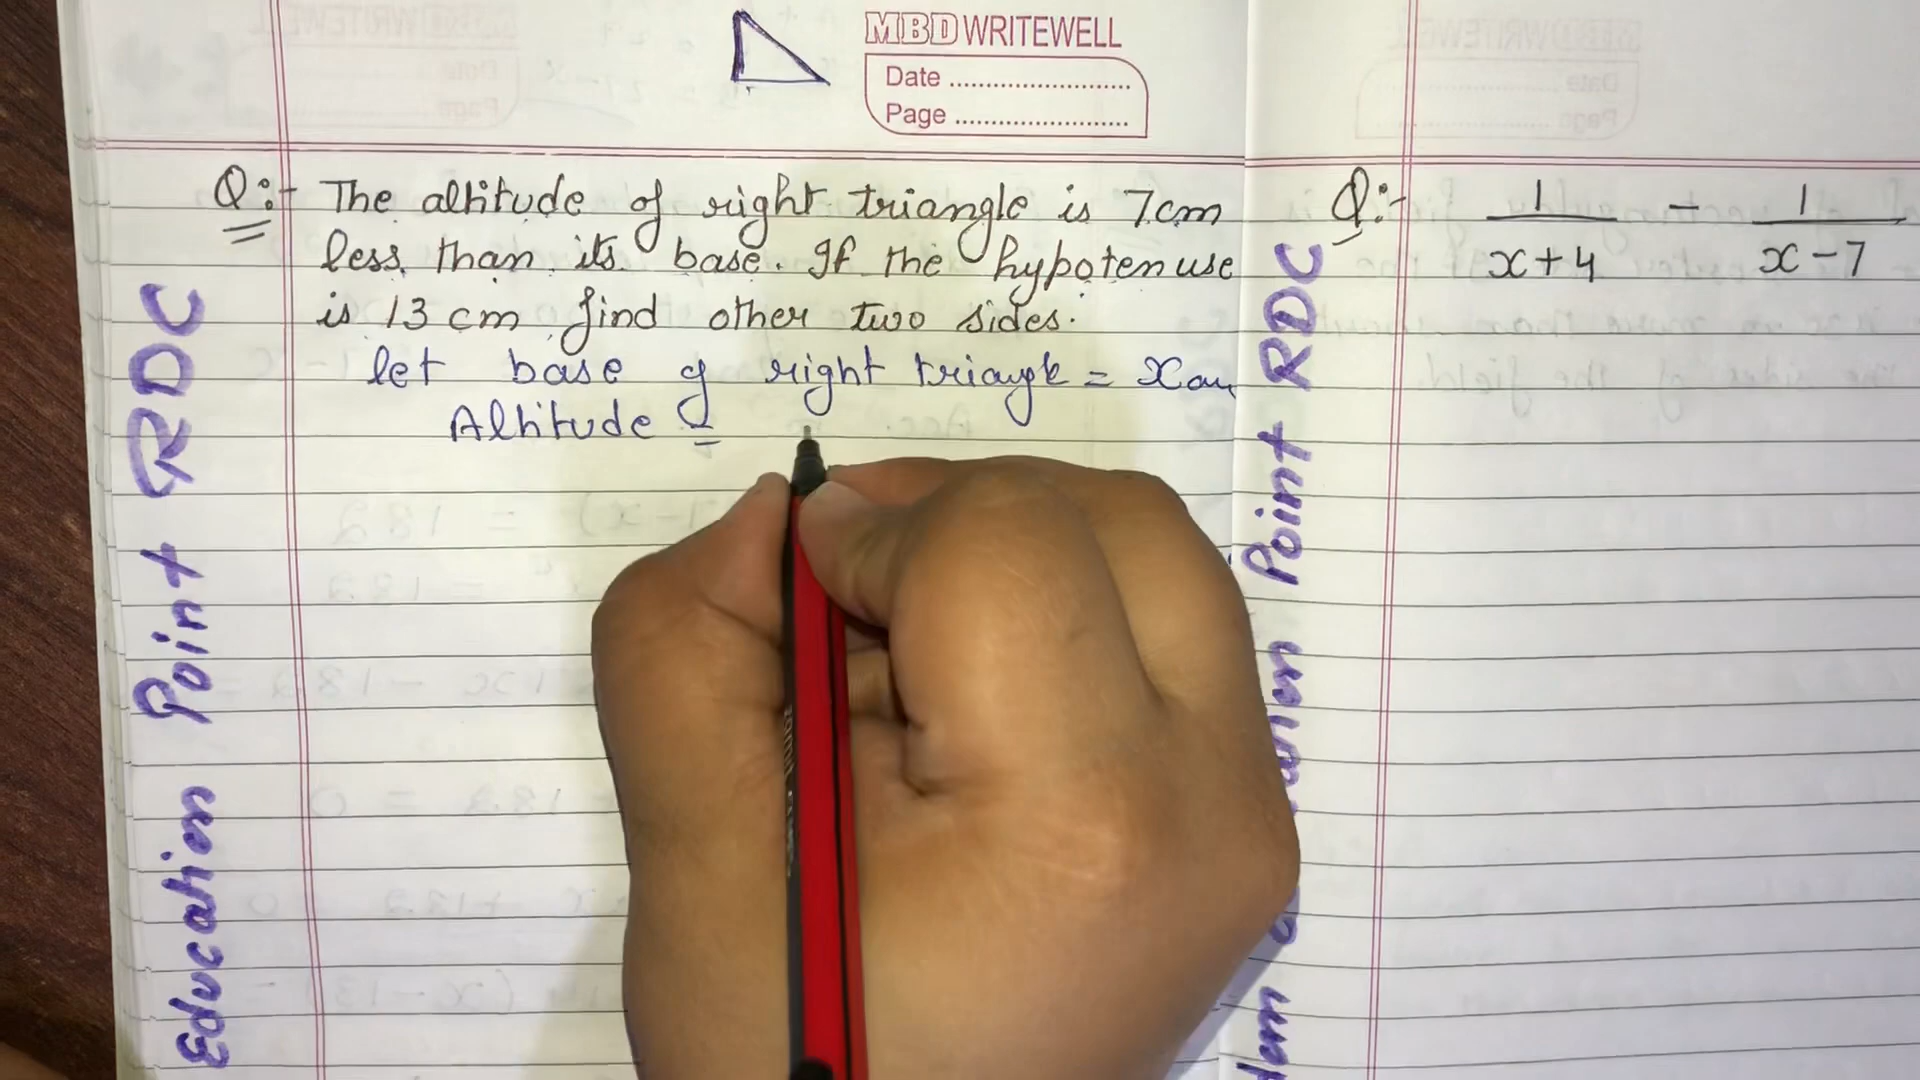 MBD WRITEWELL
Date
Page
Q:- The altitude of right triangle is 7cm
less than its base. If the hypotenuse
is 13 cm find other two sides.
let base of right triangle = x cm
Altitude =
Q:- 1/(x+4) - 1/(x-7)
Education Point RDC
Point RDC